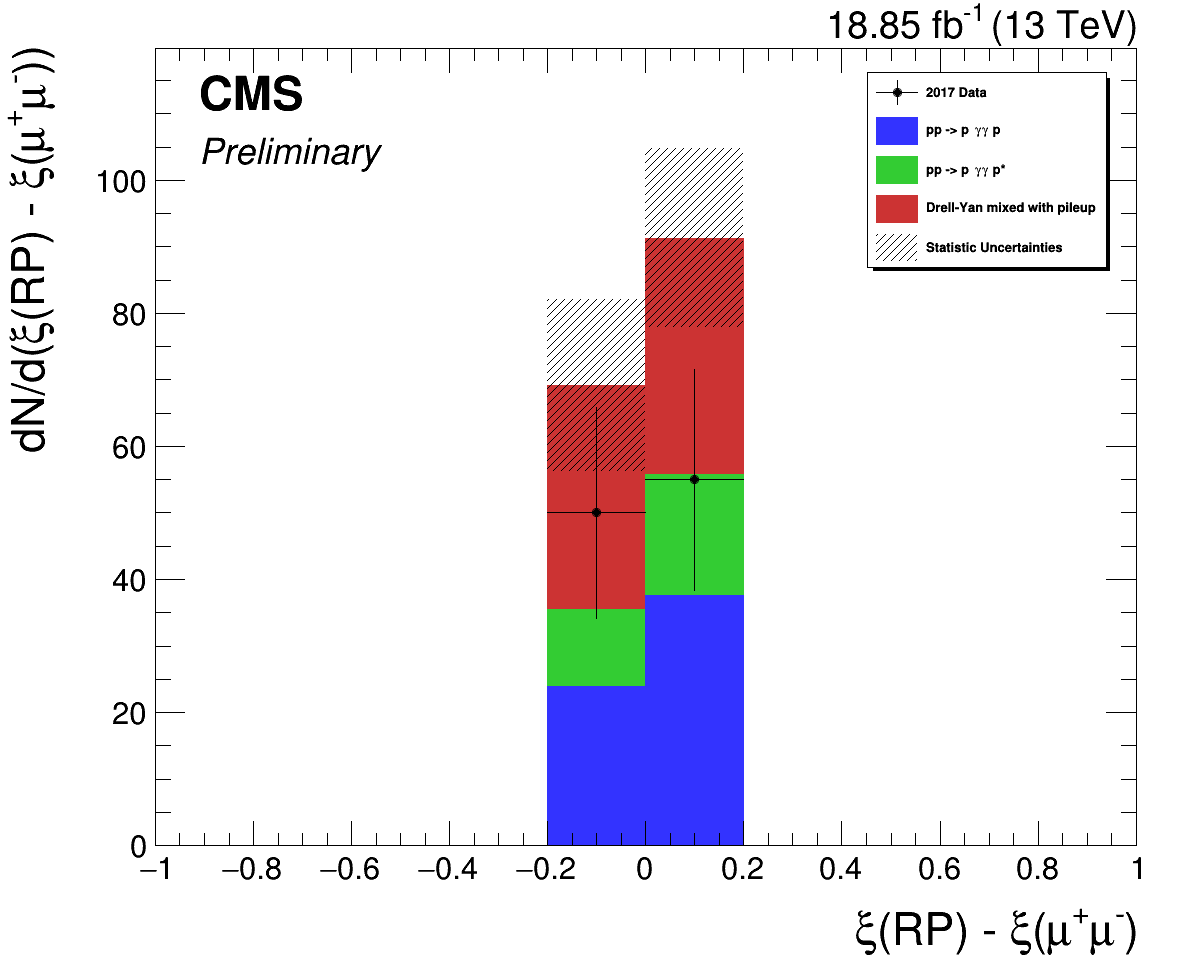 18.85 fb⁻¹ (13 TeV)
CMS
Preliminary
2017 Data
pp -> p γγ p
pp -> p γγ p*
Drell-Yan mixed with pileup
Statistic Uncertainties
dN/d(ξ(RP) - ξ(μ⁺μ⁻))
100
80
60
40
20
0
−1 −0.8 −0.6 −0.4 −0.2 0 0.2 0.4 0.6 0.8 1
ξ(RP) - ξ(μ⁺μ⁻)